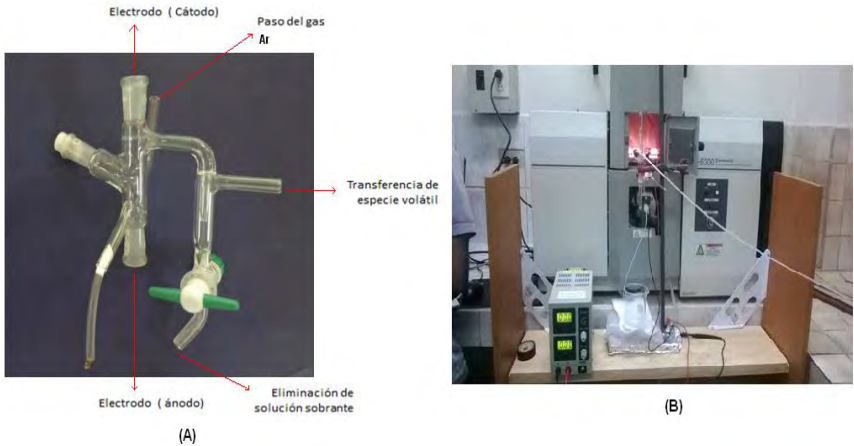 Electrodo ( Cátodo)
Paso del gas
Ar
Transferencia de
especie volátil
Electrodo ( ánodo)
Eliminación de
solución sobrante
(A)
(B)